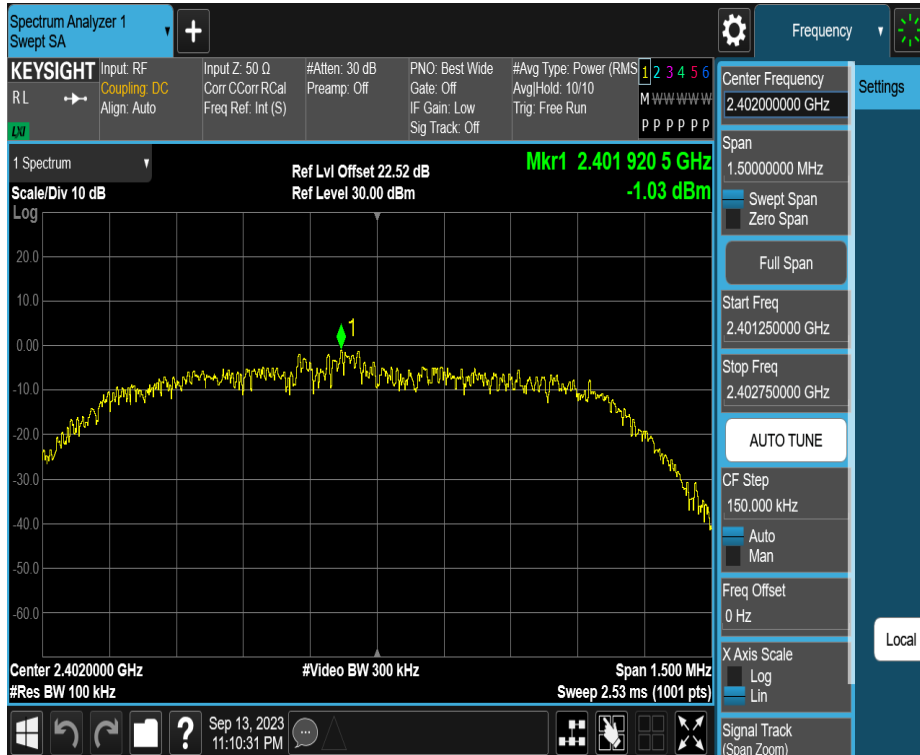 Spectrum Analyzer 1
Swept SA
Frequency
KEYSIGHT
R L
LXI
Input: RF
Coupling: DC
Align: Auto
Input Z: 50 Ω
Corr CCorr RCal
Freq Ref: Int (S)
#Atten: 30 dB
Preamp: Off
PNO: Best Wide
Gate: Off
IF Gain: Low
Sig Track: Off
#Avg Type: Power (RMS
Avg|Hold: 10/10
Trig: Free Run
1 2 3 4 5 6
M W W W W W
P P P P P P
1 Spectrum
Scale/Div 10 dB
Log
Ref Lvl Offset 22.52 dB
Ref Level 30.00 dBm
Mkr1 2.401 920 5 GHz
-1.03 dBm
1
20.0
10.0
0.00
-10.0
-20.0
-30.0
-40.0
-50.0
-60.0
Center 2.4020000 GHz
#Res BW 100 kHz
#Video BW 300 kHz
Span 1.500 MHz
Sweep 2.53 ms (1001 pts)
Center Frequency
2.402000000 GHz
Span
1.50000000 MHz
Swept Span
Zero Span
Full Span
Start Freq
2.401250000 GHz
Stop Freq
2.402750000 GHz
AUTO TUNE
CF Step
150.000 kHz
Auto
Man
Freq Offset
0 Hz
X Axis Scale
Log
Lin
Signal Track
(Span Zoom)
Settings
Local
?
Sep 13, 2023
11:10:31 PM